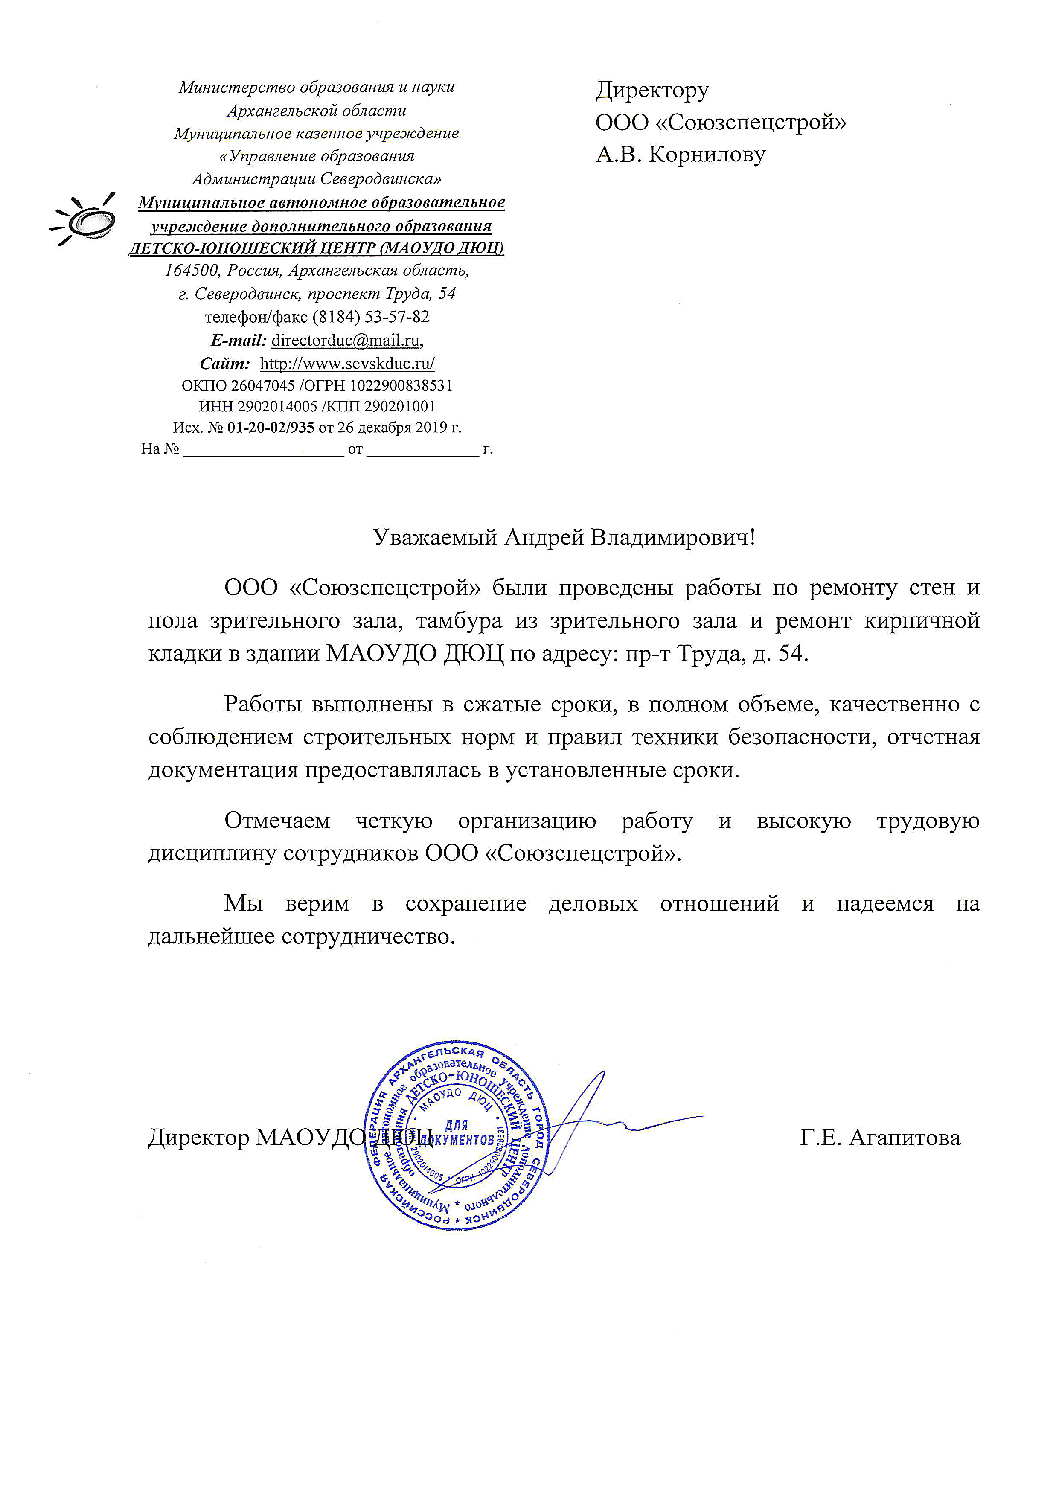 Министерство образования и науки
Архангельской области
Муниципальное казенное учреждение
«Управление образования
Администрации Северодвинска»
Муниципальное автономное образовательное
учреждение дополнительного образования
ДЕТСКО-ЮНОШЕСКИЙ ЦЕНТР (МАОУДО ДЮЦ)
164500, Россия, Архангельская область,
г. Северодвинск, проспект Труда, 54
телефон/факс (8184) 53-57-82
E-mail: directorduc@mail.ru,
Сайт: http://www.sevskduc.ru/
ОКПО 26047045 /ОГРН 1022900838531
ИНН 2902014005 /КПП 290201001
Исх. № 01-20-02/935 от 26 декабря 2019 г.
На № ____________________ от ______________ г.
Директору
ООО «Союзспецстрой»
А.В. Корнилову
Уважаемый Андрей Владимирович!
ООО «Союзспецстрой» были проведены работы по ремонту стен и
пола зрительного зала, тамбура из зрительного зала и ремонт кирпичной
кладки в здании МАОУДО ДЮЦ по адресу: пр-т Труда, д. 54.
Работы выполнены в сжатые сроки, в полном объеме, качественно с
соблюдением строительных норм и правил техники безопасности, отчетная
документация предоставлялась в установленные сроки.
Отмечаем четкую организацию работу и высокую трудовую
дисциплину сотрудников ООО «Союзспецстрой».
Мы верим в сохранение деловых отношений и надеемся на
дальнейшее сотрудничество.
Директор МАОУДО ДЮЦ
Г.Е. Агапитова
РОССИЙСКАЯ ФЕДЕРАЦИЯ АРХАНГЕЛЬСКАЯ ОБЛАСТЬ ГОРОД СЕВЕРОДВИНСК
Муниципальное автономное образовательное учреждение дополнительного
образования ДЕТСКО-ЮНОШЕСКИЙ ЦЕНТР
МАОУДО ДЮЦ
ДЛЯ
ДОКУМЕНТОВ